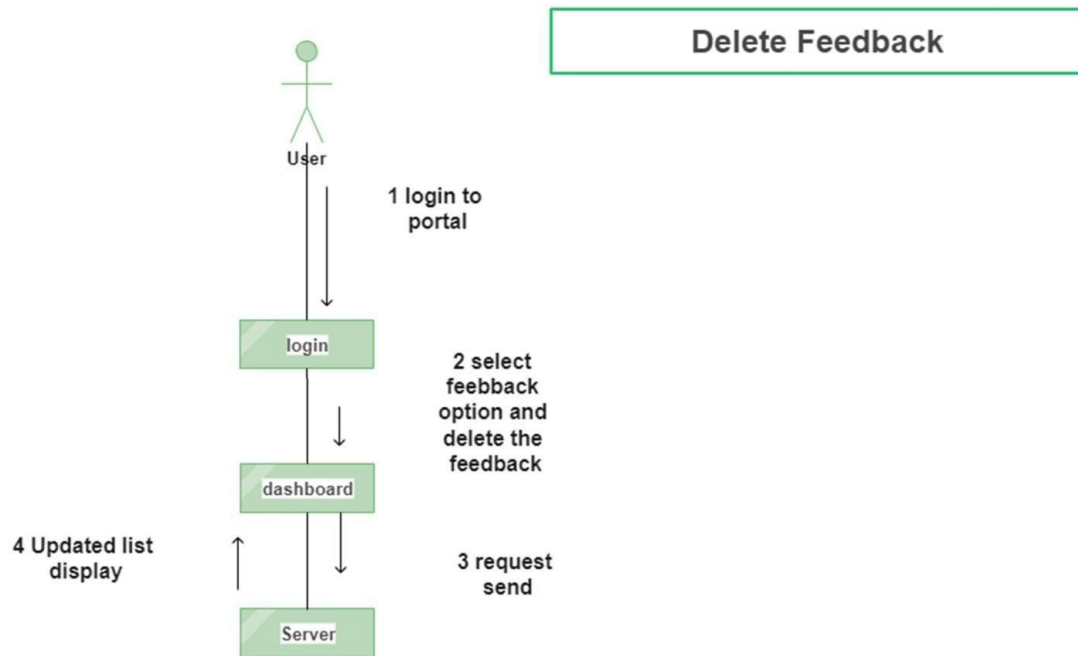 Delete Feedback
User
1 login to
portal
login
2 select
feebback
option and
delete the
feedback
dashboard
4 Updated list
display
3 request
send
Server